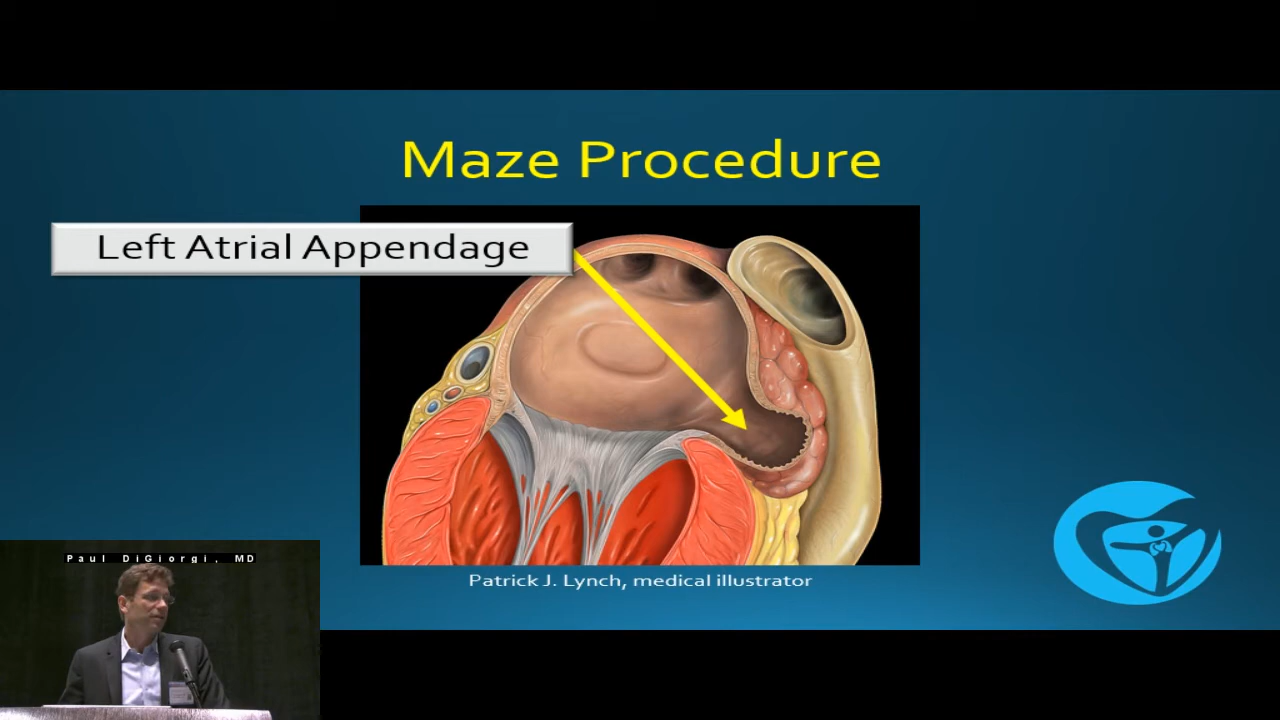 Maze Procedure
Left Atrial Appendage
Patrick J. Lynch, medical illustrator
Paul DiGiorgi, MD